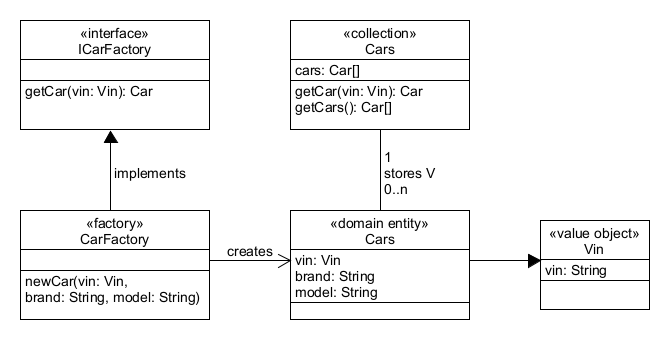 «interface»
ICarFactory
getCar(vin: Vin): Car
«collection»
Cars
cars: Car[]
getCar(vin: Vin): Car
getCars(): Car[]
implements
1
stores V
0..n
«factory»
CarFactory
newCar(vin: Vin,
brand: String, model: String)
creates
«domain entity»
Cars
vin: Vin
brand: String
model: String
«value object»
Vin
vin: String